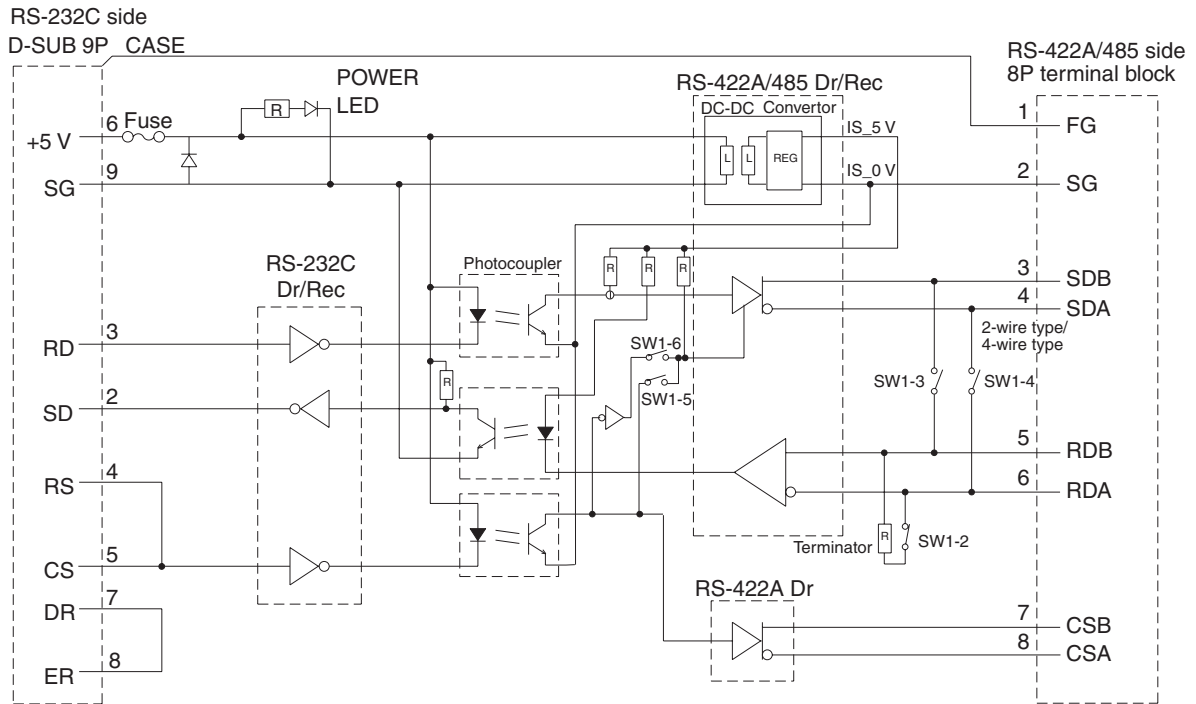 RS-232C side
D-SUB 9P CASE
+5 V
6
Fuse
SG
9
R
POWER
LED
RS-422A/485 Dr/Rec
DC-DC Convertor
L
L
REG
IS_5 V
IS_0 V
RS-422A/485 side
8P terminal block
1
FG
2
SG
RS-232C
Dr/Rec
Photocoupler
R
R
R
3
SDB
4
SDA
2-wire type/
4-wire type
RD
3
SW1-6
SW1-5
SW1-3
SW1-4
R
SD
2
5
RDB
6
RDA
RS
4
CS
5
Terminator
R
SW1-2
DR
7
ER
8
RS-422A Dr
7
CSB
8
CSA